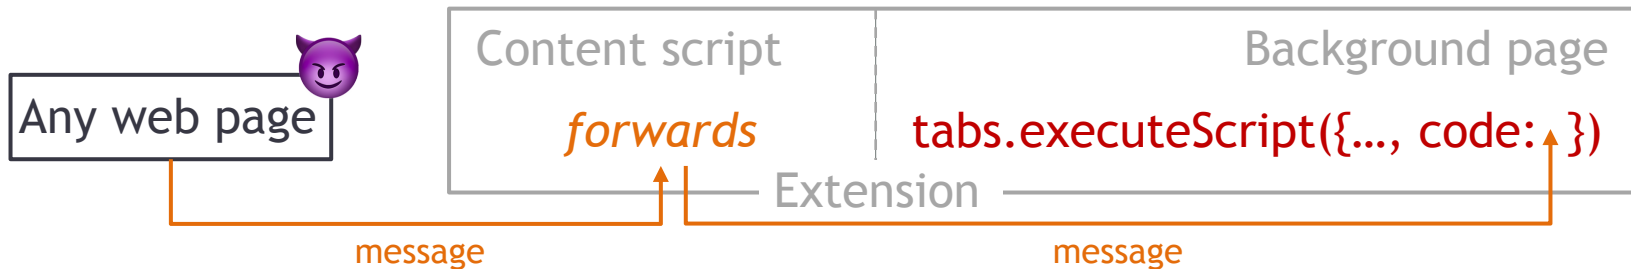 Content script
Background page
Any web page
forwards
tabs.executeScript({…, code: })
Extension
message
message